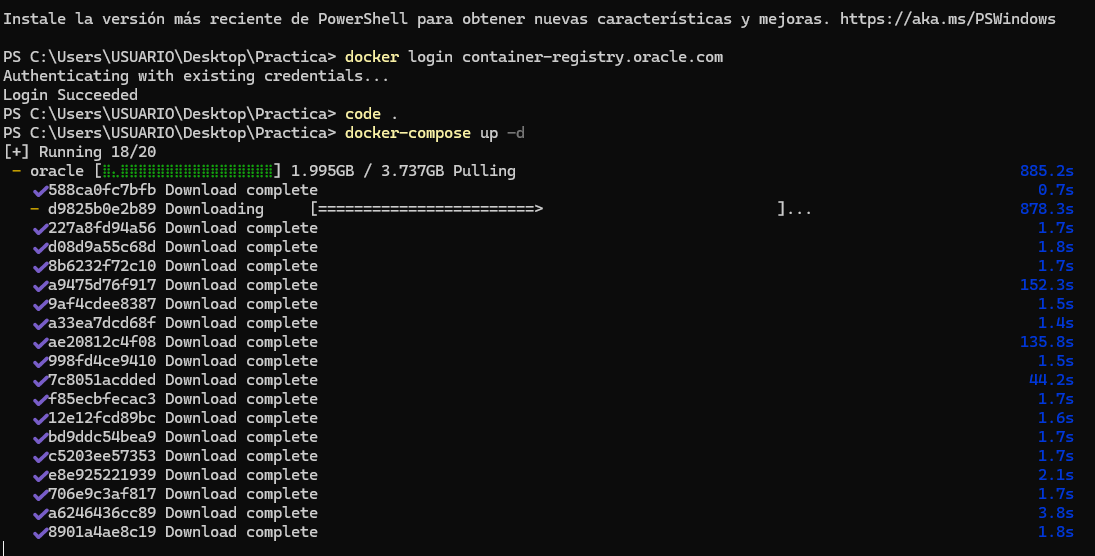 Instale la versión más reciente de PowerShell para obtener nuevas características y mejoras. https://aka.ms/PSWindows
PS C:\Users\USUARIO\Desktop\Practica> docker login container-registry.oracle.com
Authenticating with existing credentials...
Login Succeeded
PS C:\Users\USUARIO\Desktop\Practica> code .
PS C:\Users\USUARIO\Desktop\Practica> docker-compose up -d
[+] Running 18/20
- oracle [⣿⣄⣿⣿⣿⣿⣿⣿⣿⣿⣿⣿⣿⣿⣿⣿⣿⣿⣿] 1.995GB / 3.737GB Pulling 885.2s
✔588ca0fc7bfb Download complete 0.7s
- d9825b0e2b89 Downloading [========================> ]... 878.3s
✔227a8fd94a56 Download complete 1.7s
✔d08d9a55c68d Download complete 1.8s
✔8b6232f72c10 Download complete 1.7s
✔a9475d76f917 Download complete 152.3s
✔9af4cdee8387 Download complete 1.5s
✔a33ea7dcd68f Download complete 1.4s
✔ae20812c4f08 Download complete 135.8s
✔998fd4ce9410 Download complete 1.5s
✔7c8051acdded Download complete 44.2s
✔f85ecbfecac3 Download complete 1.7s
✔12e12fcd89bc Download complete 1.6s
✔bd9ddc54bea9 Download complete 1.7s
✔c5203ee57353 Download complete 1.7s
✔e8e925221939 Download complete 2.1s
✔706e9c3af817 Download complete 1.7s
✔a6246436cc89 Download complete 3.8s
✔8901a4ae8c19 Download complete 1.8s